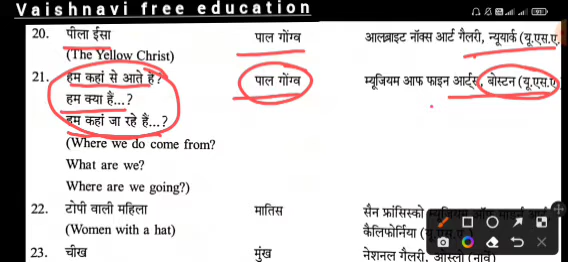 Vaishnavi free education
20. पीला ईसा पाल गोंग्व आलब्राइट नॉक्स आर्ट गैलरी, न्यूयार्क (यू.एस.ए.
(The Yellow Christ)
21. हम कहां से आते हैं? पाल गोंग्व म्यूजियम आफ फाइन आर्ट्स, बोस्टन (यू.एस.ए
हम क्या हैं...?
हम कहां जा रहे हैं...?
(Where we do come from?
What are we?
Where are we going?)
22. टोपी वाली महिला मातिस सैन फ्रांसिस्को
(Women with a hat) कैलिफोर्निया
23. चीख मुंख नेशनल गैलरी, ओस्लो (नार्वे)